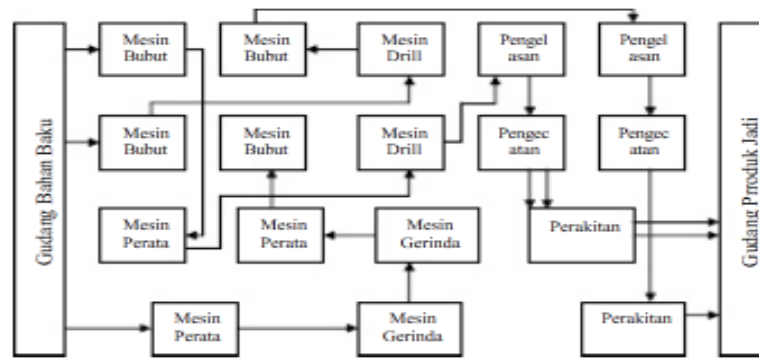 Gudang Bahan Baku
Mesin
Bubut
Mesin
Bubut
Mesin
Drill
Pengel
asan
Pengel
asan
Mesin
Bubut
Mesin
Bubut
Mesin
Drill
Pengec
atan
Pengec
atan
Mesin
Perata
Mesin
Perata
Mesin
Gerinda
Perakitan
Mesin
Perata
Mesin
Gerinda
Perakitan
Gudang Prroduk Jadi